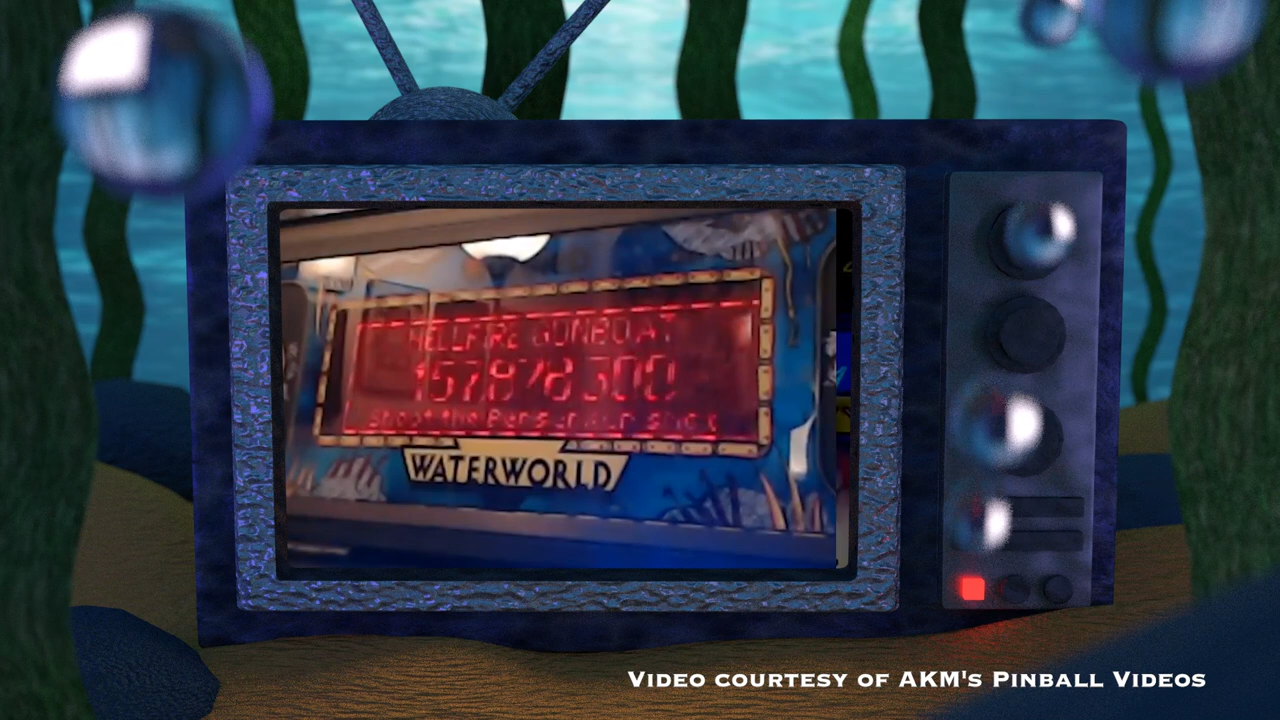 HELLFIRE GUNBOAT
157,878,300
WATERWORLD
VIDEO COURTESY OF AKM'S PINBALL VIDEOS